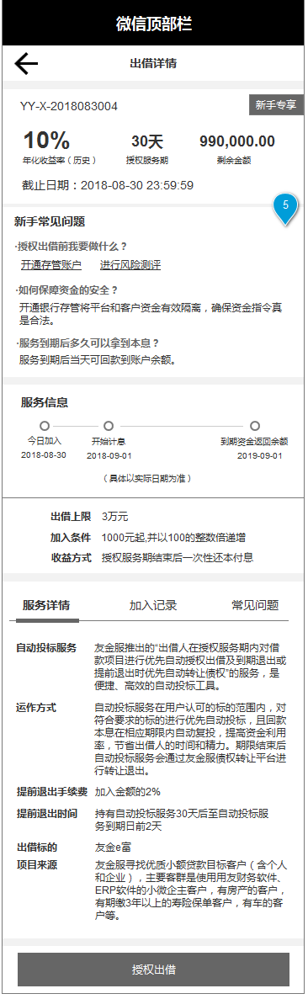 微信顶部栏
出借详情
YY-X-2018083004
新手专享
10% 30天 990,000.00
年化收益率（历史） 授权服务期 剩余金额
截止日期：2018-08-30 23:59:59
5
新手常见问题
·授权出借前我要做什么？
开通存管账户 进行风险测评
·如何保障资金的安全？
开通银行存管将平台和客户资金有效隔离，确保资金指令真
是合法。
·服务到期后多久可以拿到本息？
服务到期后当天可回款到账户余额。
服务信息
今日加入 开始计息 到期资金返回余额
2018-08-30 2018-09-01 2019-09-01
（具体以实际日期为准）
出借上限 3万元
加入条件 1000元起,并以100的整数倍递增
收益方式 授权服务期结束后一次性还本付息
服务详情 加入记录 常见问题
自动投标服务 友金服推出的“出借人在授权服务期内对借
款项目进行优先自动授权出借及到期退出或
提前退出时优先自动转让债权”的服务，是
便捷、高效的自动投标工具。
运作方式 自动投标服务在用户认可的标的范围内，对
符合要求的标的进行优先自动投标，且回款
本息在相应期限内自动复投，提高资金利用
率，节省出借人的时间和精力。期限结束后
自动投标服务会通过友金服债权转让平台进
行转让退出。
提前退出手续费 加入金额的2%
提前退出时间 持有自动投标服务30天后至自动投标服
务到期日前2天
出借标的 友金e富
项目来源 友金服寻找优质小额贷款目标客户（含个人
和企业），主要客群是使用用友财务软件、
ERP软件的小微企主客户，有房产的客户，
有期缴3年以上的寿险保单客户，有车的客
户等。
授权出借